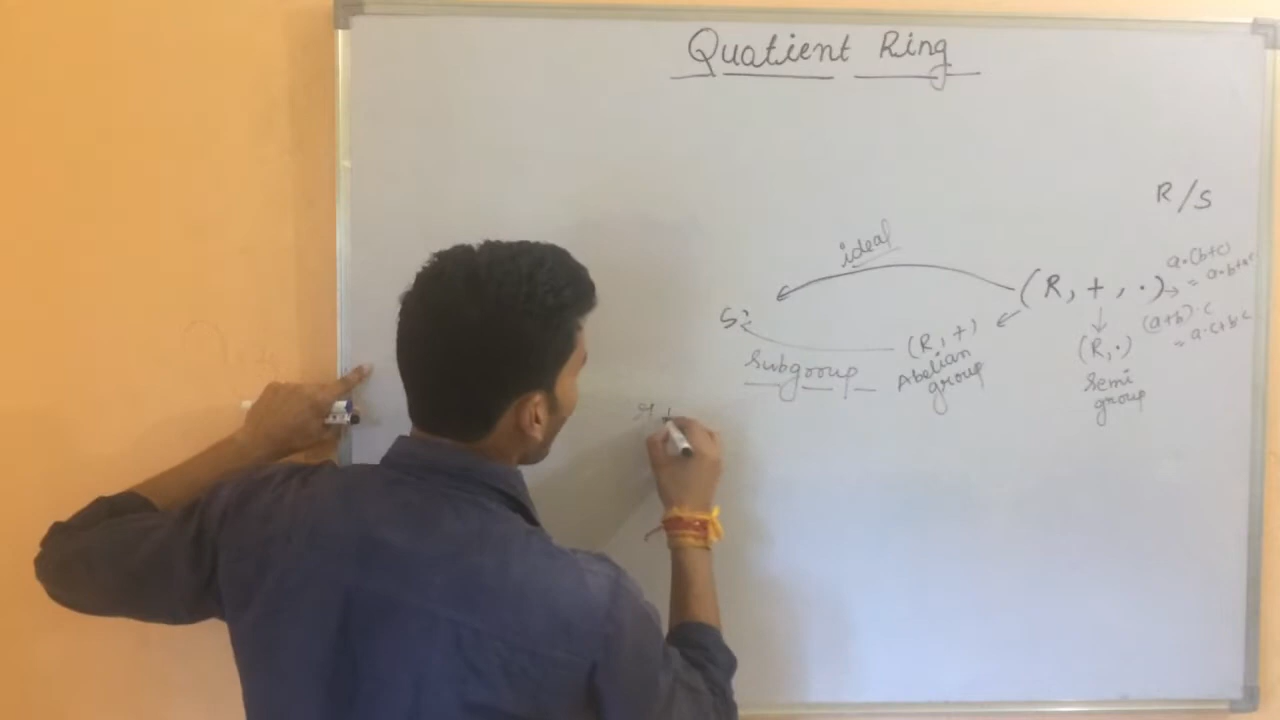 Quatient Ring
R/S
ideal
(R, +, ·) → a·(b+c)
= a·b+a·c
(a+b)·c
= a·c+b·c
S
(R, +)
Abelian
group
(R, ·)
Semi
group
Subgroup
r +